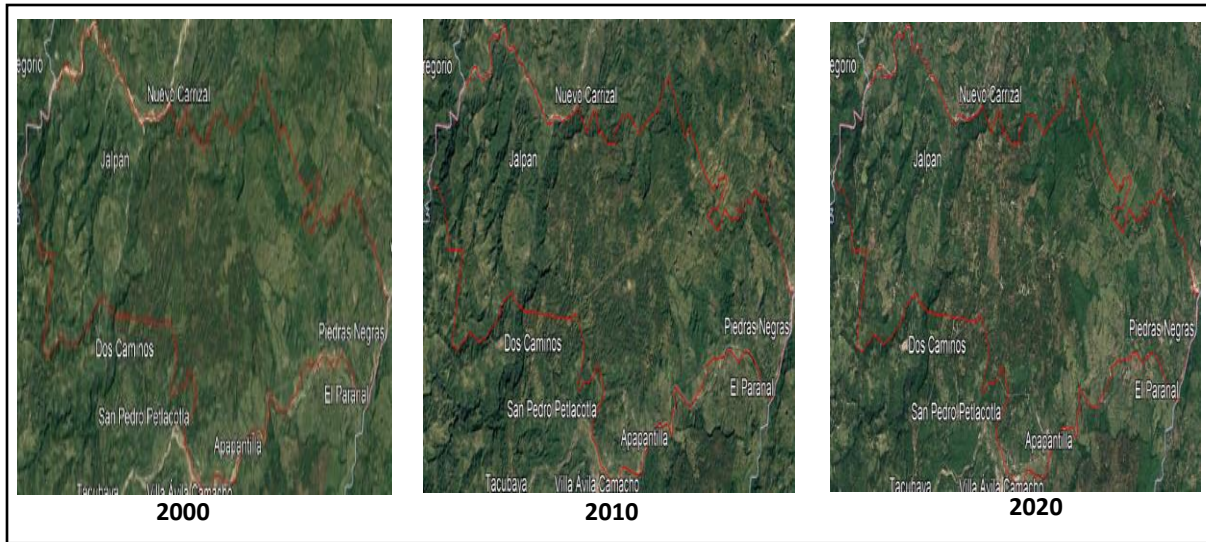 egorio
Nuevo Carrizal
Jalpan
Piedras Negras
Dos Caminos
El Paranal
San Pedro Petlacotla
Apapantilla
Tacubaya
Villa Ávila Camacho
2000
regorio
Nuevo Carrizal
Jalpan
Piedras Negras
Dos Caminos
El Paranal
San Pedro Petlacotla
Apapantilla
Tacubaya
Villa Ávila Camacho
2010
egorio
Nuevo Carrizal
Jalpan
Piedras Negras
Dos Caminos
El Paranal
San Pedro Petlacotla
Apapantilla
Tacubaya
Villa Ávila Camacho
2020